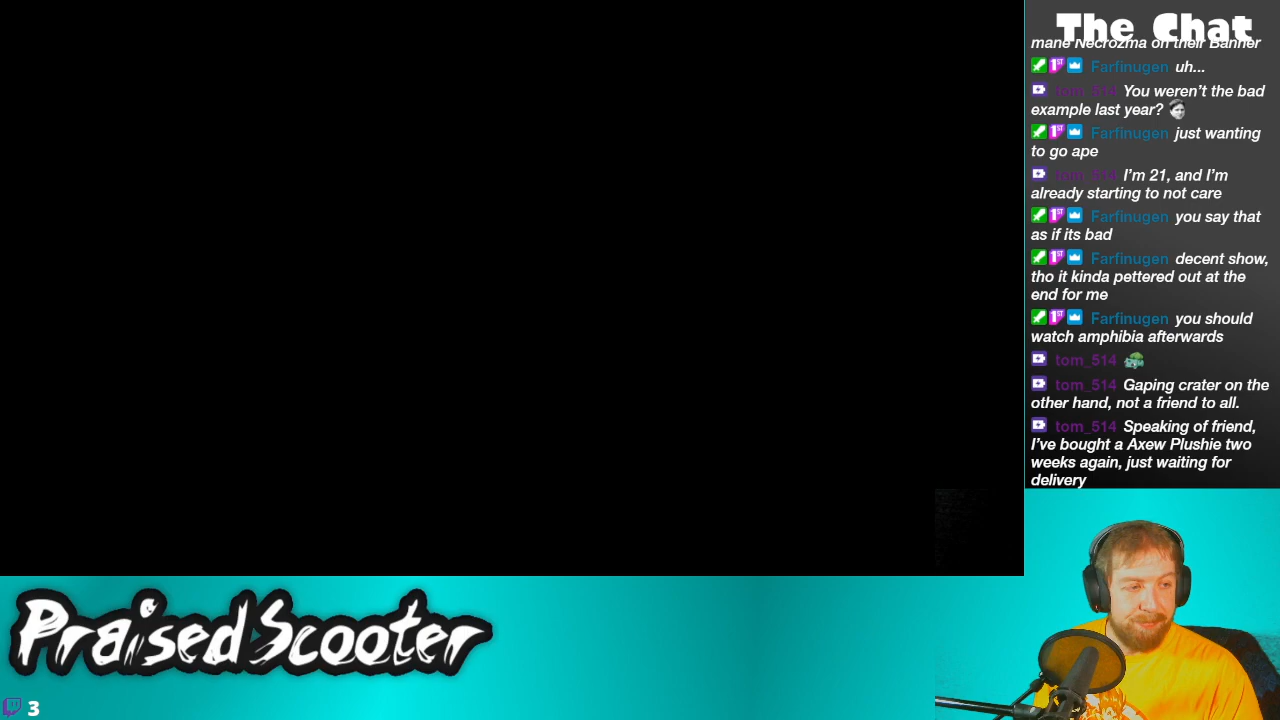 The Chat
mane Necrozma on their Banner
Farfinugen uh...
tom_514 You weren't the bad
example last year?
Farfinugen just wanting
to go ape
tom_514 I'm 21, and I'm
already starting to not care
Farfinugen you say that
as if its bad
Farfinugen decent show,
tho it kinda pettered out at the
end for me
Farfinugen you should
watch amphibia afterwards
tom_514
tom_514 Gaping crater on the
other hand, not a friend to all.
tom_514 Speaking of friend,
I've bought a Axew Plushie two
weeks again, just waiting for
delivery
PraisedScooter
3